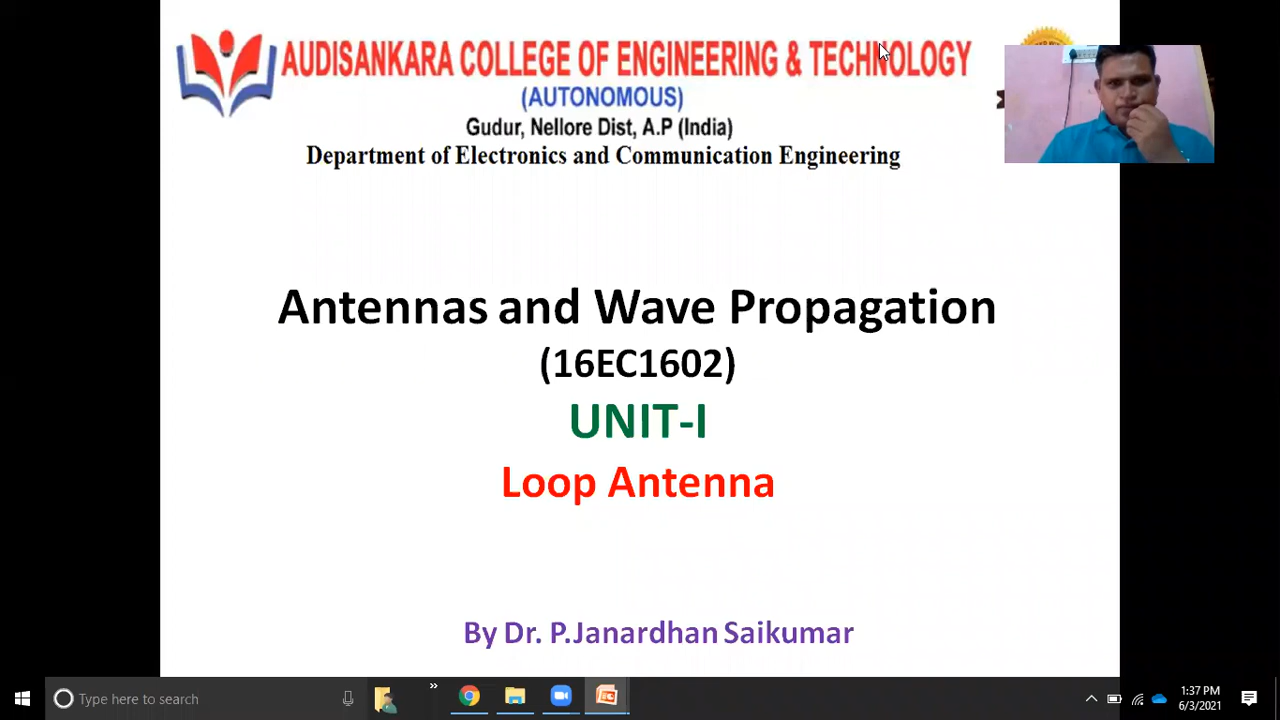 AUDISANKARA COLLEGE OF ENGINEERING & TECHNOLOGY
(AUTONOMOUS)
Gudur, Nellore Dist, A.P (India)
Department of Electronics and Communication Engineering
Antennas and Wave Propagation
(16EC1602)
UNIT-I
Loop Antenna
By Dr. P.Janardhan Saikumar
Type here to search
1:37 PM
6/3/2021